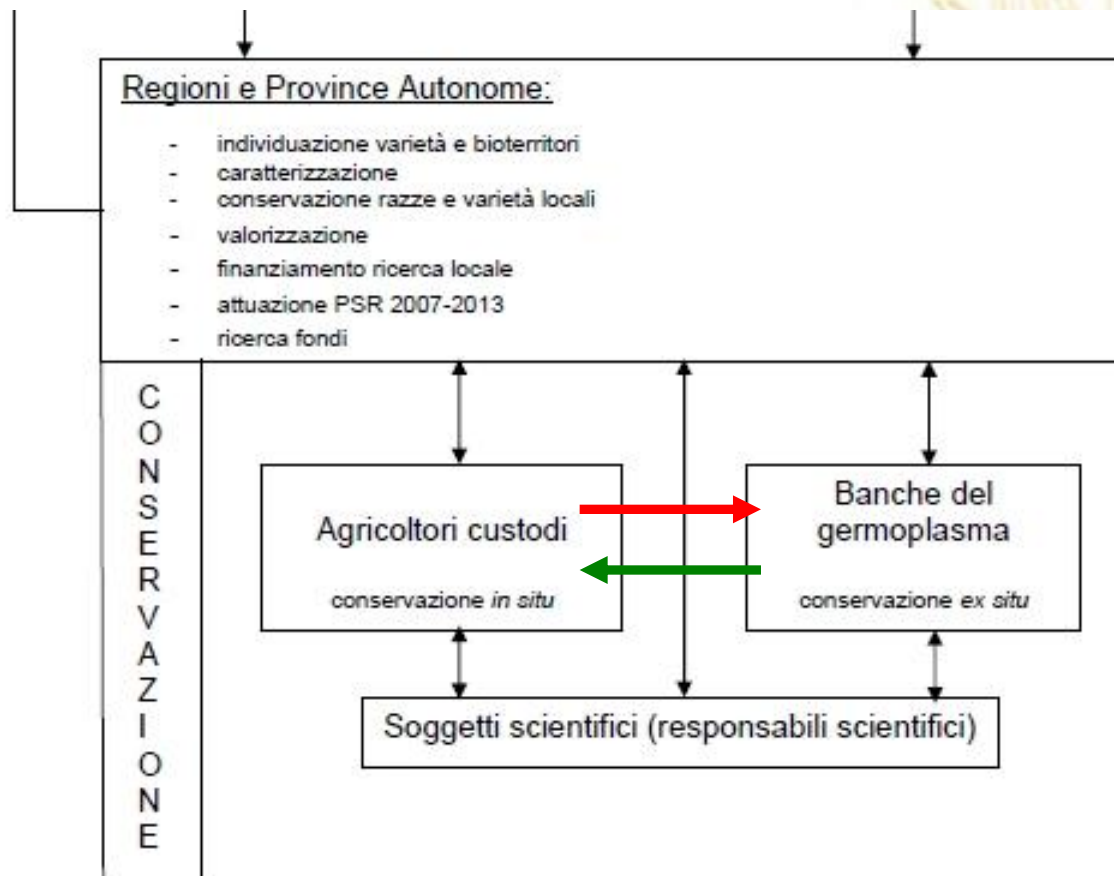 Regioni e Province Autonome:
- individuazione varietà e bioterritori
- caratterizzazione
- conservazione razze e varietà locali
- valorizzazione
- finanziamento ricerca locale
- attuazione PSR 2007-2013
- ricerca fondi
CONSERVAZIONE
Agricoltori custodi
conservazione in situ
Banche del
germoplasma
conservazione ex situ
Soggetti scientifici (responsabili scientifici)